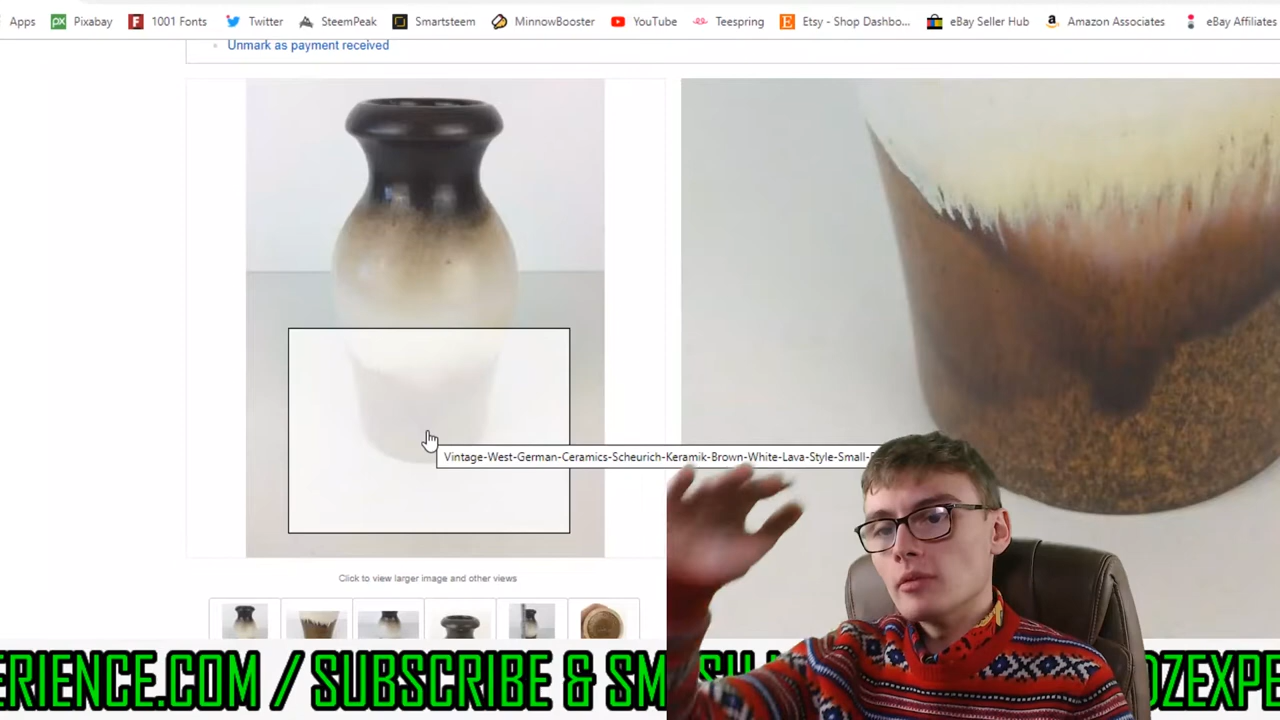 Apps Pixabay 1001 Fonts Twitter SteemPeak Smartsteem MinnowBooster YouTube Teespring Etsy - Shop Dashbo... eBay Seller Hub Amazon Associates eBay Affiliates
Unmark as payment received
Vintage-West-German-Ceramics-Scheurich-Keramik-Brown-White-Lava-Style-Small-
Click to view larger image and other views
ERIENCE.COM / SUBSCRIBE & SM